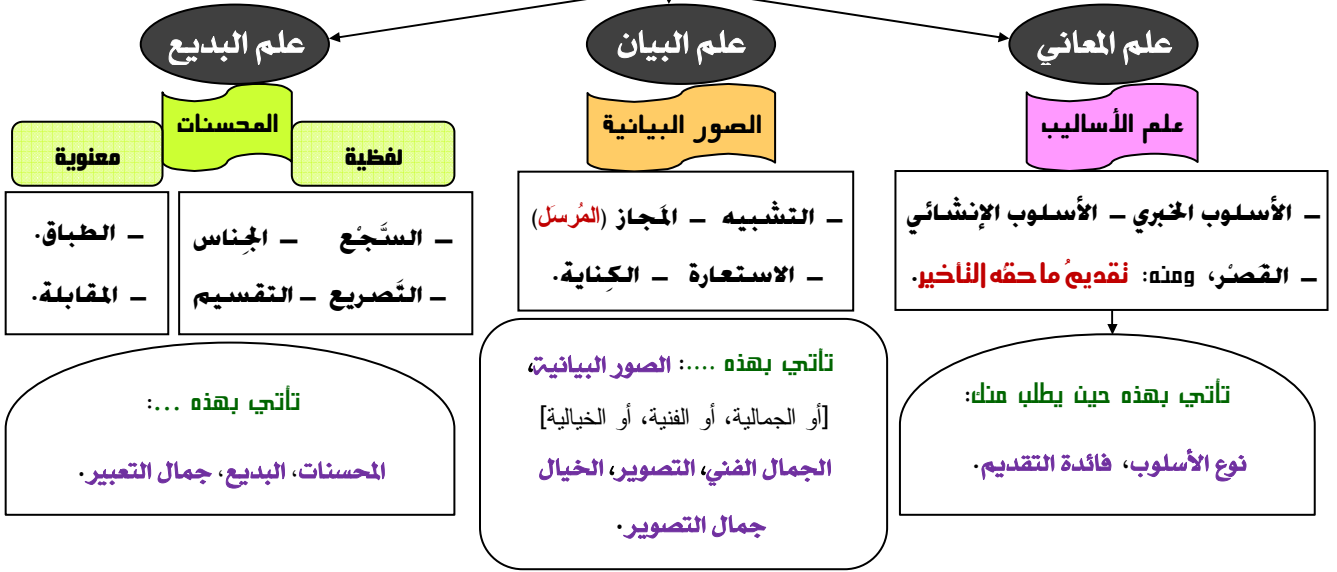 علم المعاني
علم الأساليب
– الأسلوب الخبري – الأسلوب الإنشائي
– القَصْر، ومنه: تقديمُ ما حقه التأخير.
تأتي بهذه حين يطلب منك:
نوع الأسلوب، فائدة التقديم.
علم البيان
الصور البيانية
– التشبيه – المَجاز (المُرسَل)
– الاستعارة – الكِناية.
تأتي بهذه ....: الصور البيانية،
[أو الجمالية، أو الفنية، أو الخيالية]
الجمال الفني، التصوير، الخيال
جمال التصوير.
علم البديع
المحسنات
لفظية
– السَّجْع – الجِناس
– التَّصريع – التقسيم
معنوية
– الطباق.
– المقابلة.
تأتي بهذه ...:
المحسنات، البديع، جمال التعبير.